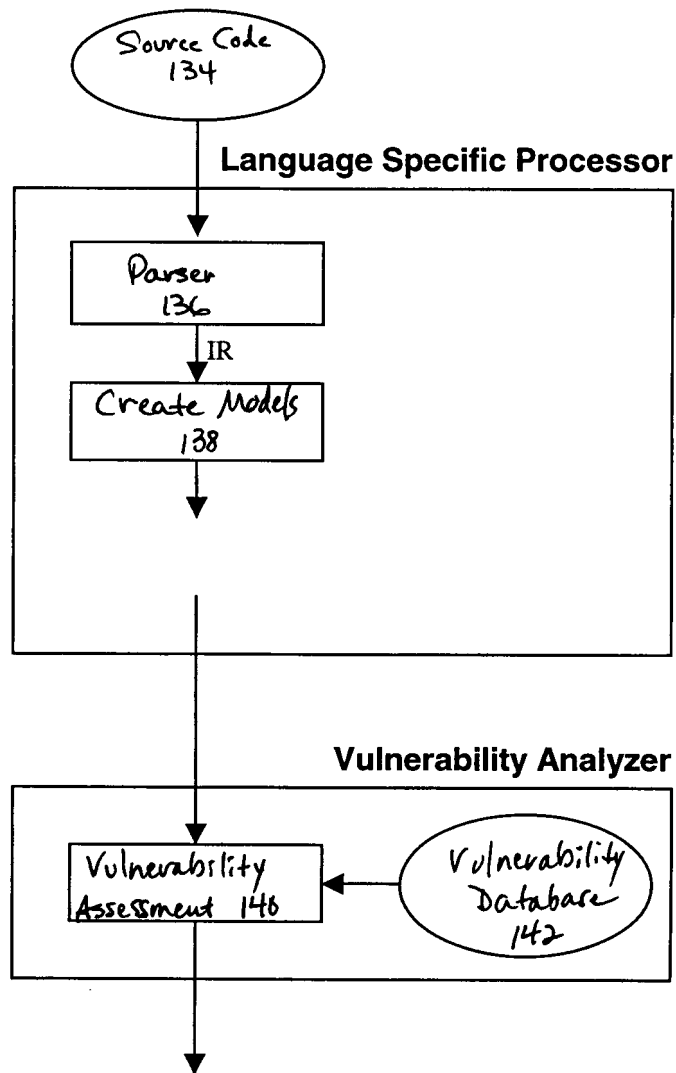 Source Code
134
Language Specific Processor
Parser
136
IR
Create Models
138
Vulnerability Analyzer
Vulnerability
Assessment 140
Vulnerability
Database
142